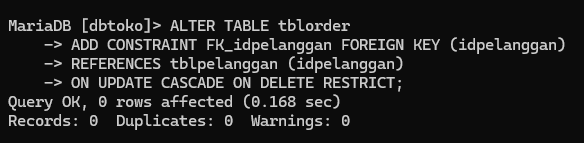 MariaDB [dbtoko]> ALTER TABLE tblorder
    -> ADD CONSTRAINT FK_idpelanggan FOREIGN KEY (idpelanggan)
    -> REFERENCES tblpelanggan (idpelanggan)
    -> ON UPDATE CASCADE ON DELETE RESTRICT;
Query OK, 0 rows affected (0.168 sec)
Records: 0  Duplicates: 0  Warnings: 0